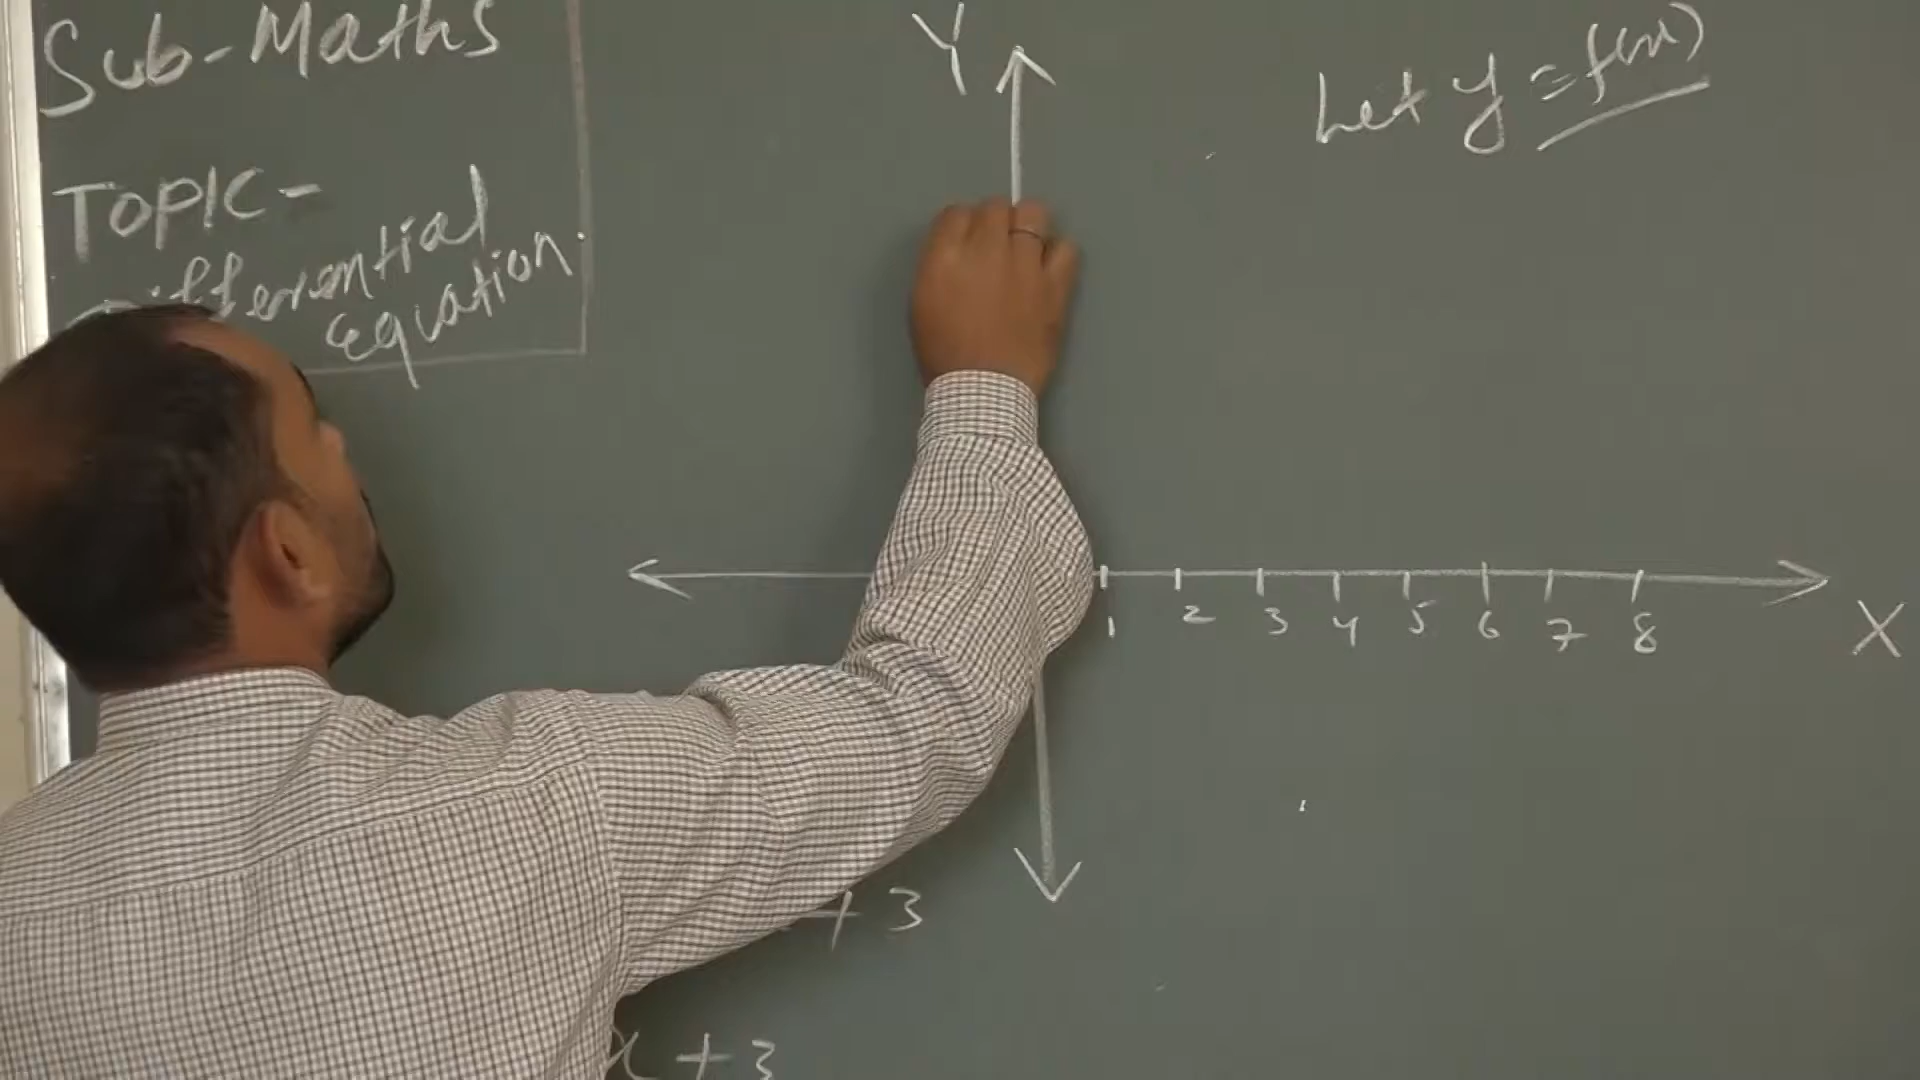 Sub-Maths
TOPIC-
Differential
equation
Y
Let y = f(x)
1 2 3 4 5 6 7 8
X
+ 3
x + 3